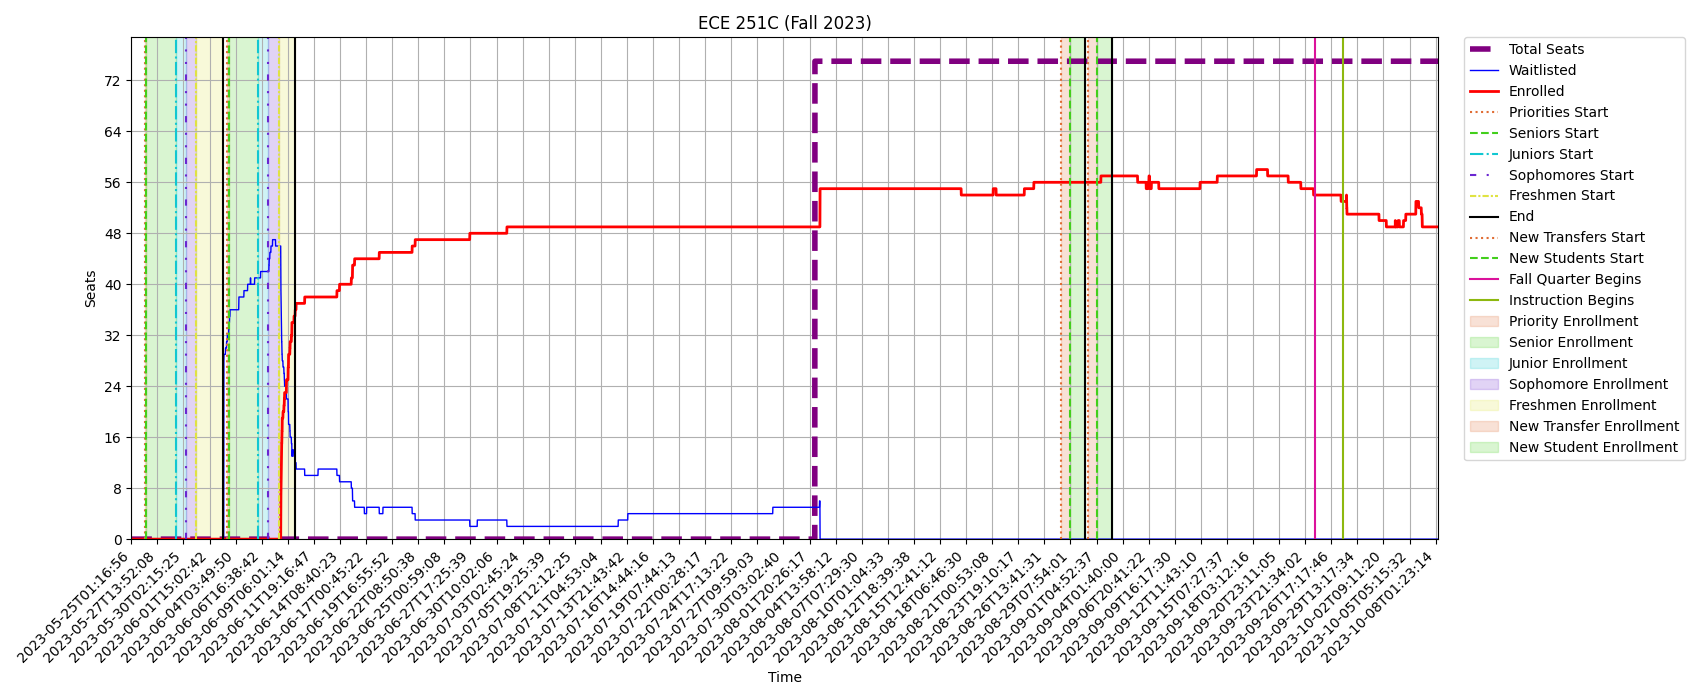 ECE 251C (Fall 2023)
Seats
72
64
56
48
40
32
24
16
8
0
2023-05-25T01:16:56
2023-05-27T13:52:08
2023-05-30T02:15:25
2023-06-01T15:02:42
2023-06-04T03:49:50
2023-06-06T16:38:42
2023-06-09T06:01:14
2023-06-11T19:16:47
2023-06-14T08:40:23
2023-06-17T00:45:22
2023-06-19T16:55:52
2023-06-22T08:50:38
2023-06-25T00:59:08
2023-06-27T17:25:39
2023-06-30T10:02:06
2023-07-03T02:45:24
2023-07-05T19:25:39
2023-07-08T12:12:25
2023-07-11T04:53:04
2023-07-13T21:43:42
2023-07-16T14:44:16
2023-07-19T07:44:13
2023-07-22T00:28:17
2023-07-24T17:13:22
2023-07-27T09:59:03
2023-07-30T03:02:40
2023-08-01T20:26:17
2023-08-04T13:58:12
2023-08-07T07:29:30
2023-08-10T01:04:33
2023-08-12T18:39:38
2023-08-15T12:41:12
2023-08-18T06:46:30
2023-08-21T00:53:08
2023-08-23T19:10:17
2023-08-26T13:41:31
2023-08-29T07:54:01
2023-09-01T04:52:37
2023-09-04T01:40:00
2023-09-06T20:41:22
2023-09-09T16:17:30
2023-09-12T11:43:10
2023-09-15T07:27:37
2023-09-18T03:12:16
2023-09-20T23:11:05
2023-09-23T21:34:02
2023-09-26T17:17:46
2023-09-29T13:17:34
2023-10-02T09:11:20
2023-10-05T05:15:32
2023-10-08T01:23:14
Time
Total Seats
Waitlisted
Enrolled
Priorities Start
Seniors Start
Juniors Start
Sophomores Start
Freshmen Start
End
New Transfers Start
New Students Start
Fall Quarter Begins
Instruction Begins
Priority Enrollment
Senior Enrollment
Junior Enrollment
Sophomore Enrollment
Freshmen Enrollment
New Transfer Enrollment
New Student Enrollment